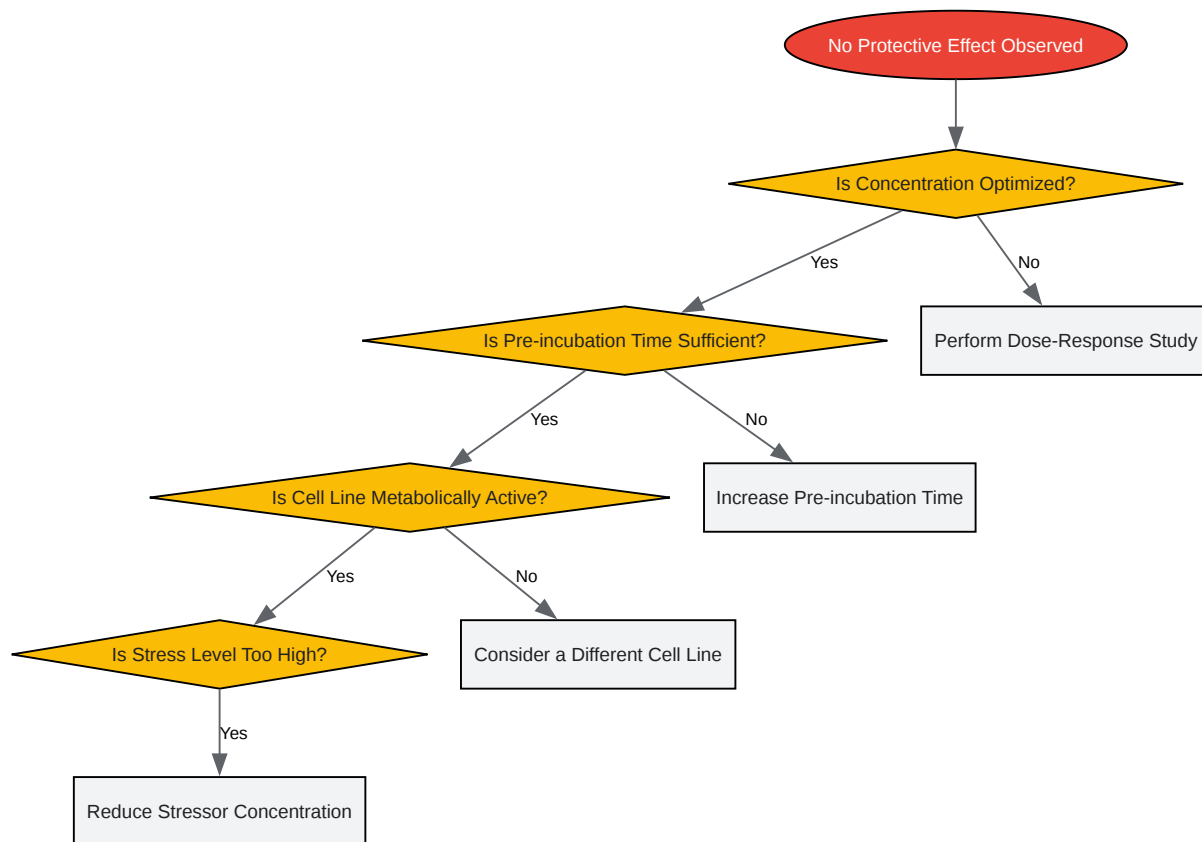 No Protective Effect Observed
Is Concentration Optimized?
Yes
No
Is Pre-incubation Time Sufficient?
Perform Dose-Response Study
Yes
No
Is Cell Line Metabolically Active?
Increase Pre-incubation Time
Yes
No
Is Stress Level Too High?
Consider a Different Cell Line
Yes
Reduce Stressor Concentration